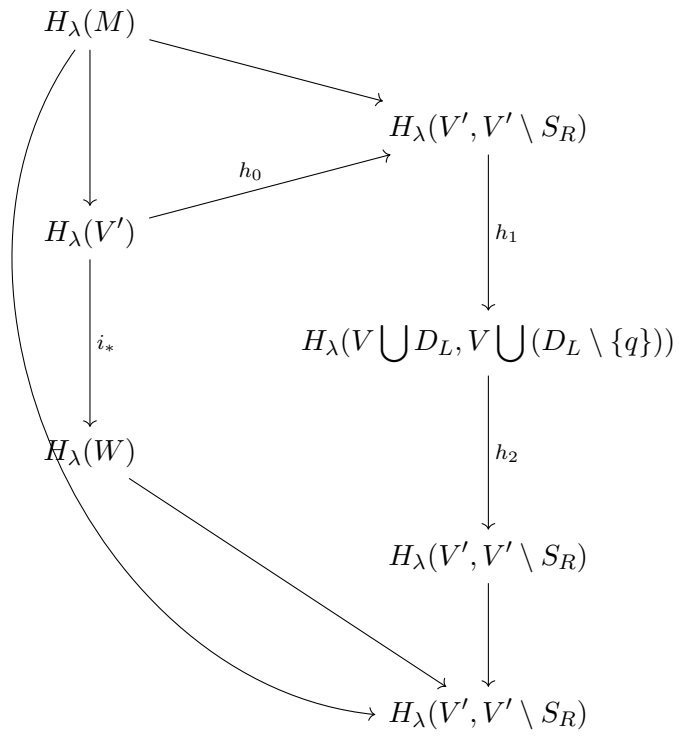 H_λ(M)
H_λ(V′, V′ \ S_R)
h_0
H_λ(V′)
h_1
H_λ(V ⋃ D_L, V ⋃(D_L \ {q}))
i_*
H_λ(W)
h_2
H_λ(V′, V′ \ S_R)
H_λ(V′, V′ \ S_R)